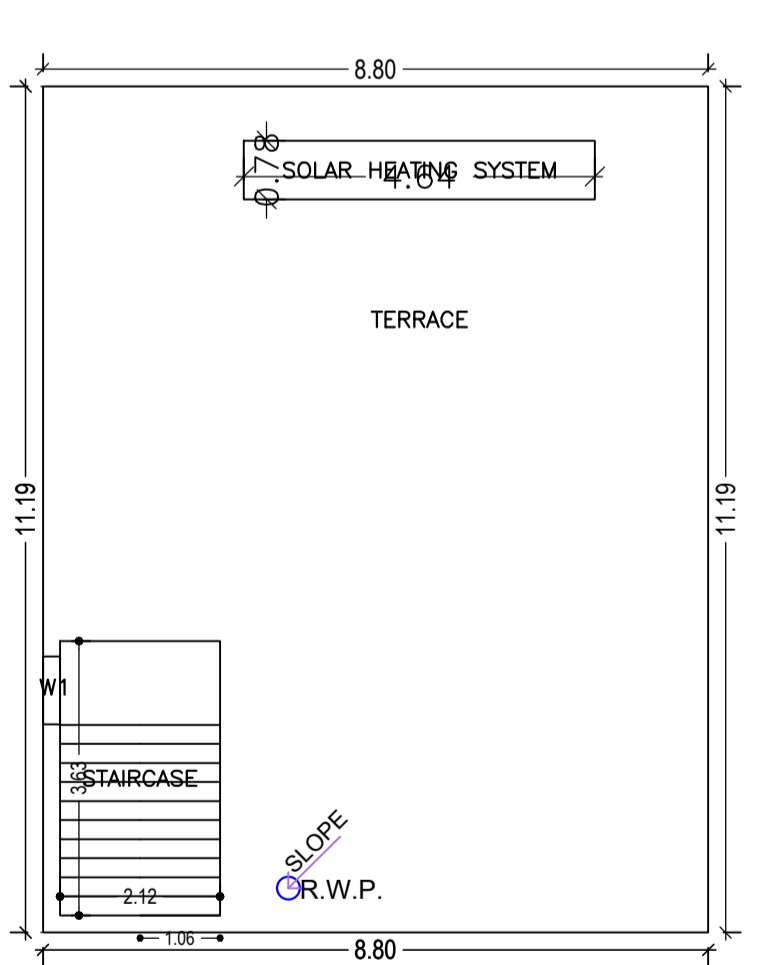 8.80
0.78
SOLAR HEATING SYSTEM
4.64
TERRACE
11.19
11.19
W1
3.63
STAIRCASE
SLOPE
R.W.P.
2.12
1.06
8.80